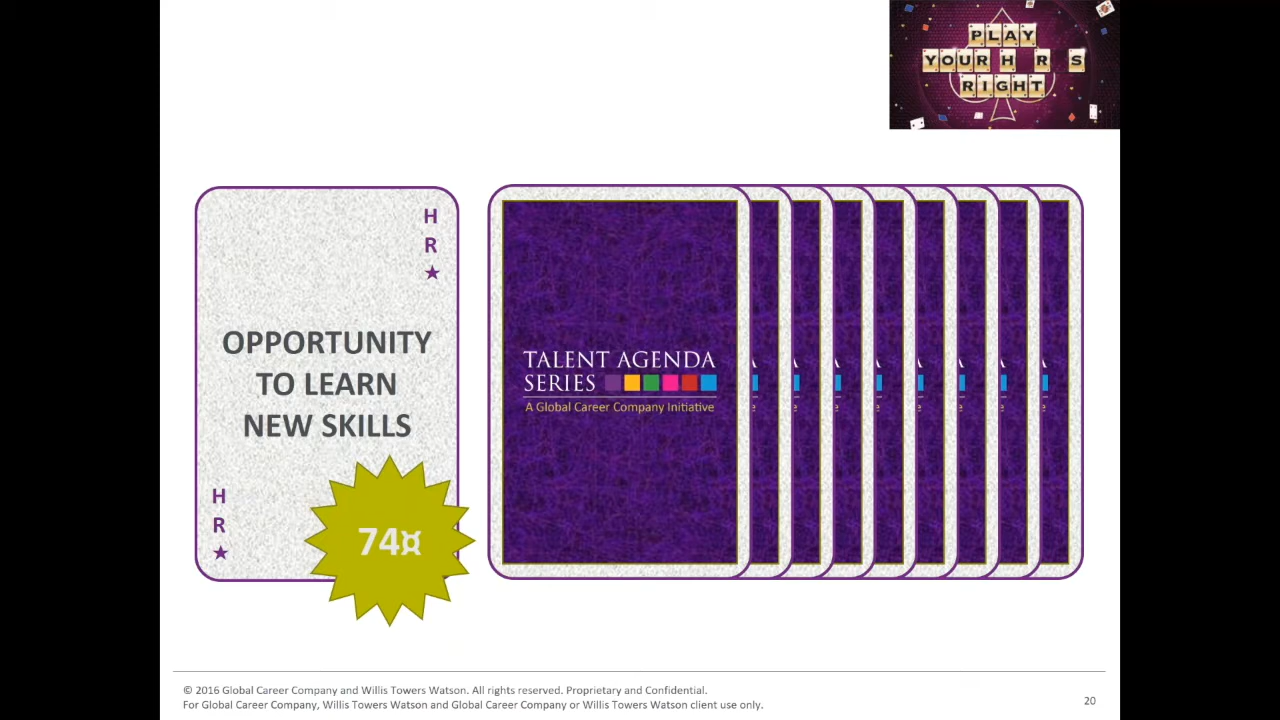 PLAY
YOUR H R S
RIGHT
H
R
★
OPPORTUNITY
TO LEARN
NEW SKILLS
H
R
★
74¤
TALENT AGENDA
SERIES
A Global Career Company Initiative
e
e
e
e
e
e
e
e
© 2016 Global Career Company and Willis Towers Watson. All rights reserved. Proprietary and Confidential.
For Global Career Company, Willis Towers Watson and Global Career Company or Willis Towers Watson client use only.
20